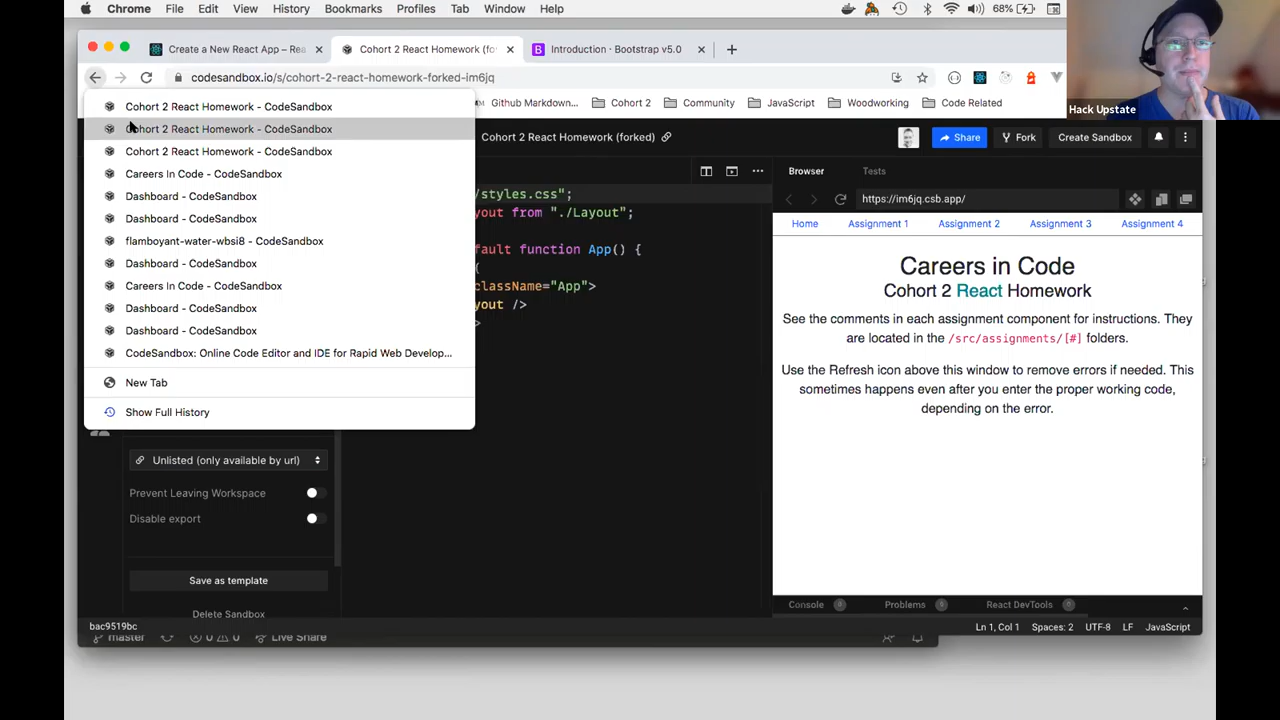 Chrome File Edit View History Bookmarks Profiles Tab Window Help 68%
Create a New React App – Rea Cohort 2 React Homework (for Introduction · Bootstrap v5.0
codesandbox.io/s/cohort-2-react-homework-forked-im6jq
Github Markdown... Cohort 2 Community JavaScript Woodworking Code Related
Hack Upstate
Cohort 2 React Homework - CodeSandbox
Cohort 2 React Homework - CodeSandbox
Cohort 2 React Homework - CodeSandbox
Careers In Code - CodeSandbox
Dashboard - CodeSandbox
Dashboard - CodeSandbox
flamboyant-water-wbsi8 - CodeSandbox
Dashboard - CodeSandbox
Careers In Code - CodeSandbox
Dashboard - CodeSandbox
Dashboard - CodeSandbox
CodeSandbox: Online Code Editor and IDE for Rapid Web Develop...
New Tab
Show Full History
Cohort 2 React Homework (forked) Share Fork Create Sandbox
/styles.css";
yout from "./Layout";
fault function App() {
{
className="App">
yout />
>
Unlisted (only available by url)
Prevent Leaving Workspace
Disable export
Save as template
Delete Sandbox
bac9519bc
Browser Tests
https://im6jq.csb.app/
Home Assignment 1 Assignment 2 Assignment 3 Assignment 4
Careers in Code
Cohort 2 React Homework
See the comments in each assignment component for instructions. They
are located in the /src/assignments/[#] folders.
Use the Refresh icon above this window to remove errors if needed. This
sometimes happens even after you enter the proper working code,
depending on the error.
Console 0 Problems 0 React DevTools 0
Ln 1, Col 1 Spaces: 2 UTF-8 LF JavaScript
master 0 0 Live Share